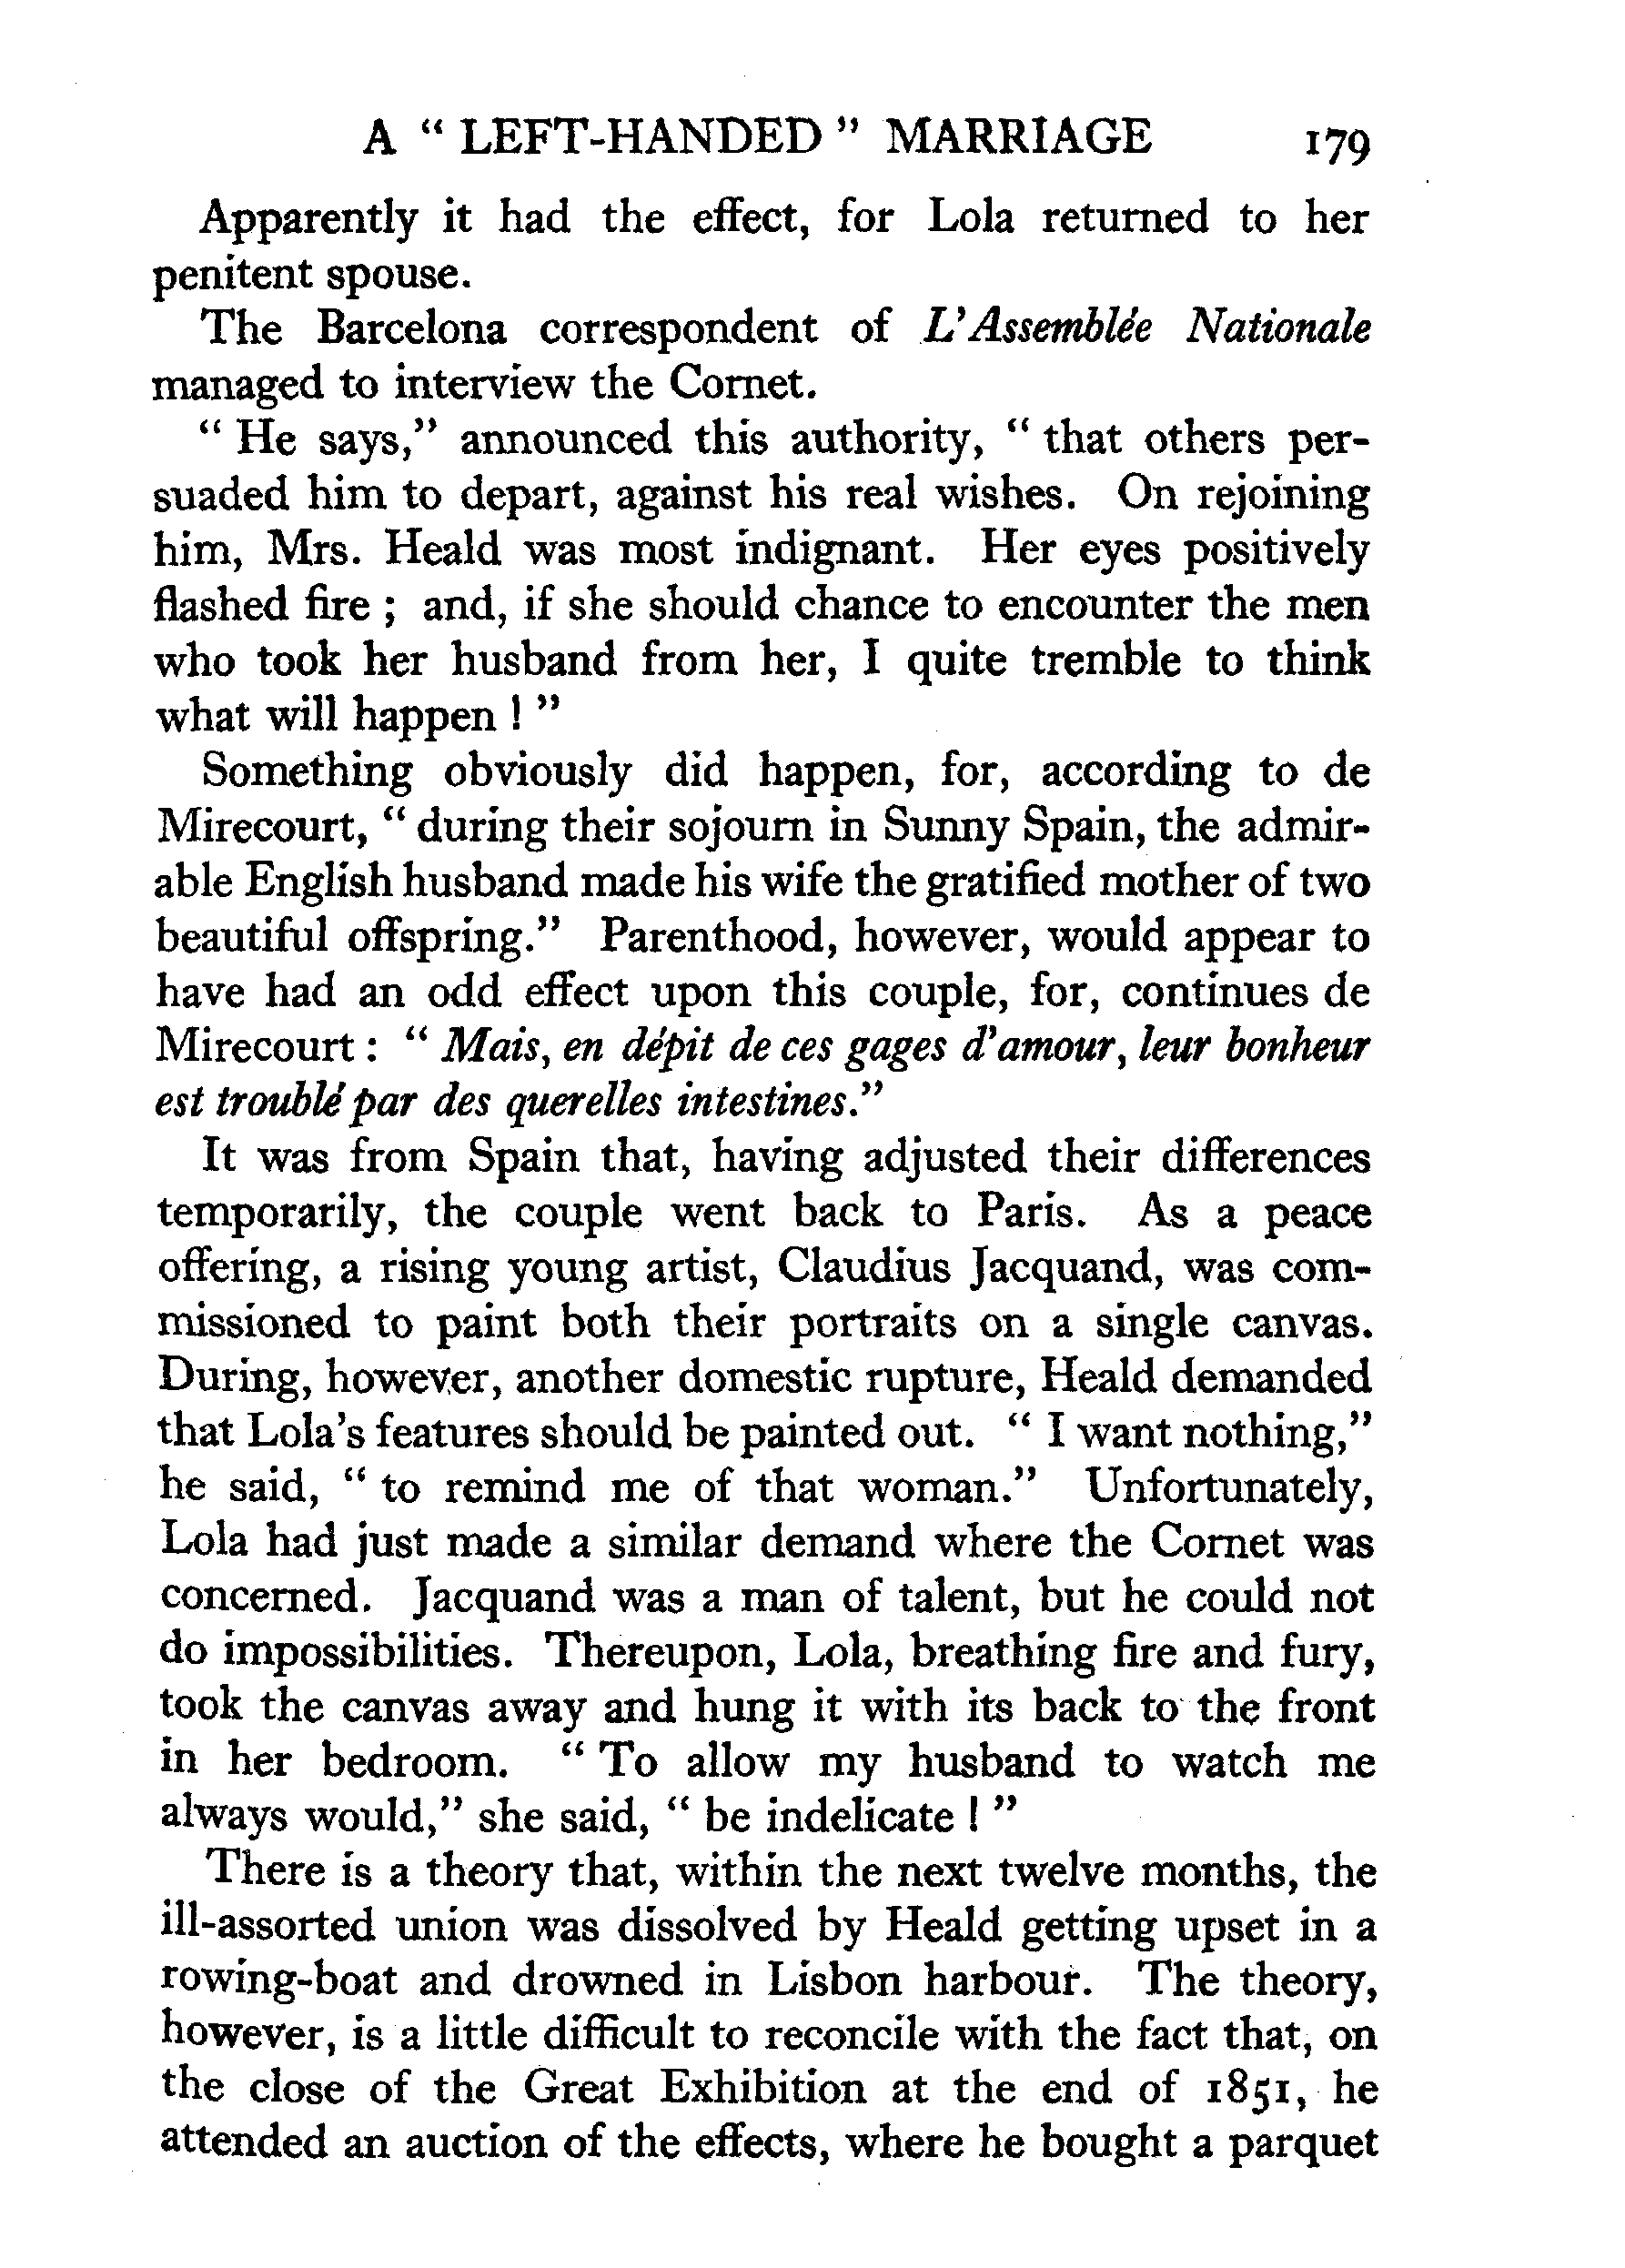 A “ LEFT-HANDED ” MARRIAGE 179
Apparently it had the effect, for Lola returned to her
penitent spouse.
The Barcelona correspondent of L’Assemblée Nationale
managed to interview the Cornet.
“ He says,” announced this authority, “ that others per-
suaded him to depart, against his real wishes. On rejoining
him, Mrs. Heald was most indignant. Her eyes positively
flashed fire ; and, if she should chance to encounter the men
who took her husband from her, I quite tremble to think
what will happen ! ”
Something obviously did happen, for, according to de
Mirecourt, “ during their sojourn in Sunny Spain, the admir-
able English husband made his wife the gratified mother of two
beautiful offspring.” Parenthood, however, would appear to
have had an odd effect upon this couple, for, continues de
Mirecourt : “ Mais, en dépit de ces gages d’amour, leur bonheur
est troublé par des querelles intestines.”
It was from Spain that, having adjusted their differences
temporarily, the couple went back to Paris. As a peace
offering, a rising young artist, Claudius Jacquand, was com-
missioned to paint both their portraits on a single canvas.
During, however, another domestic rupture, Heald demanded
that Lola’s features should be painted out. “ I want nothing,”
he said, “ to remind me of that woman.” Unfortunately,
Lola had just made a similar demand where the Cornet was
concerned. Jacquand was a man of talent, but he could not
do impossibilities. Thereupon, Lola, breathing fire and fury,
took the canvas away and hung it with its back to the front
in her bedroom. “ To allow my husband to watch me
always would,” she said, “ be indelicate ! ”
There is a theory that, within the next twelve months, the
ill-assorted union was dissolved by Heald getting upset in a
rowing-boat and drowned in Lisbon harbour. The theory,
however, is a little difficult to reconcile with the fact that, on
the close of the Great Exhibition at the end of 1851, he
attended an auction of the effects, where he bought a parquet